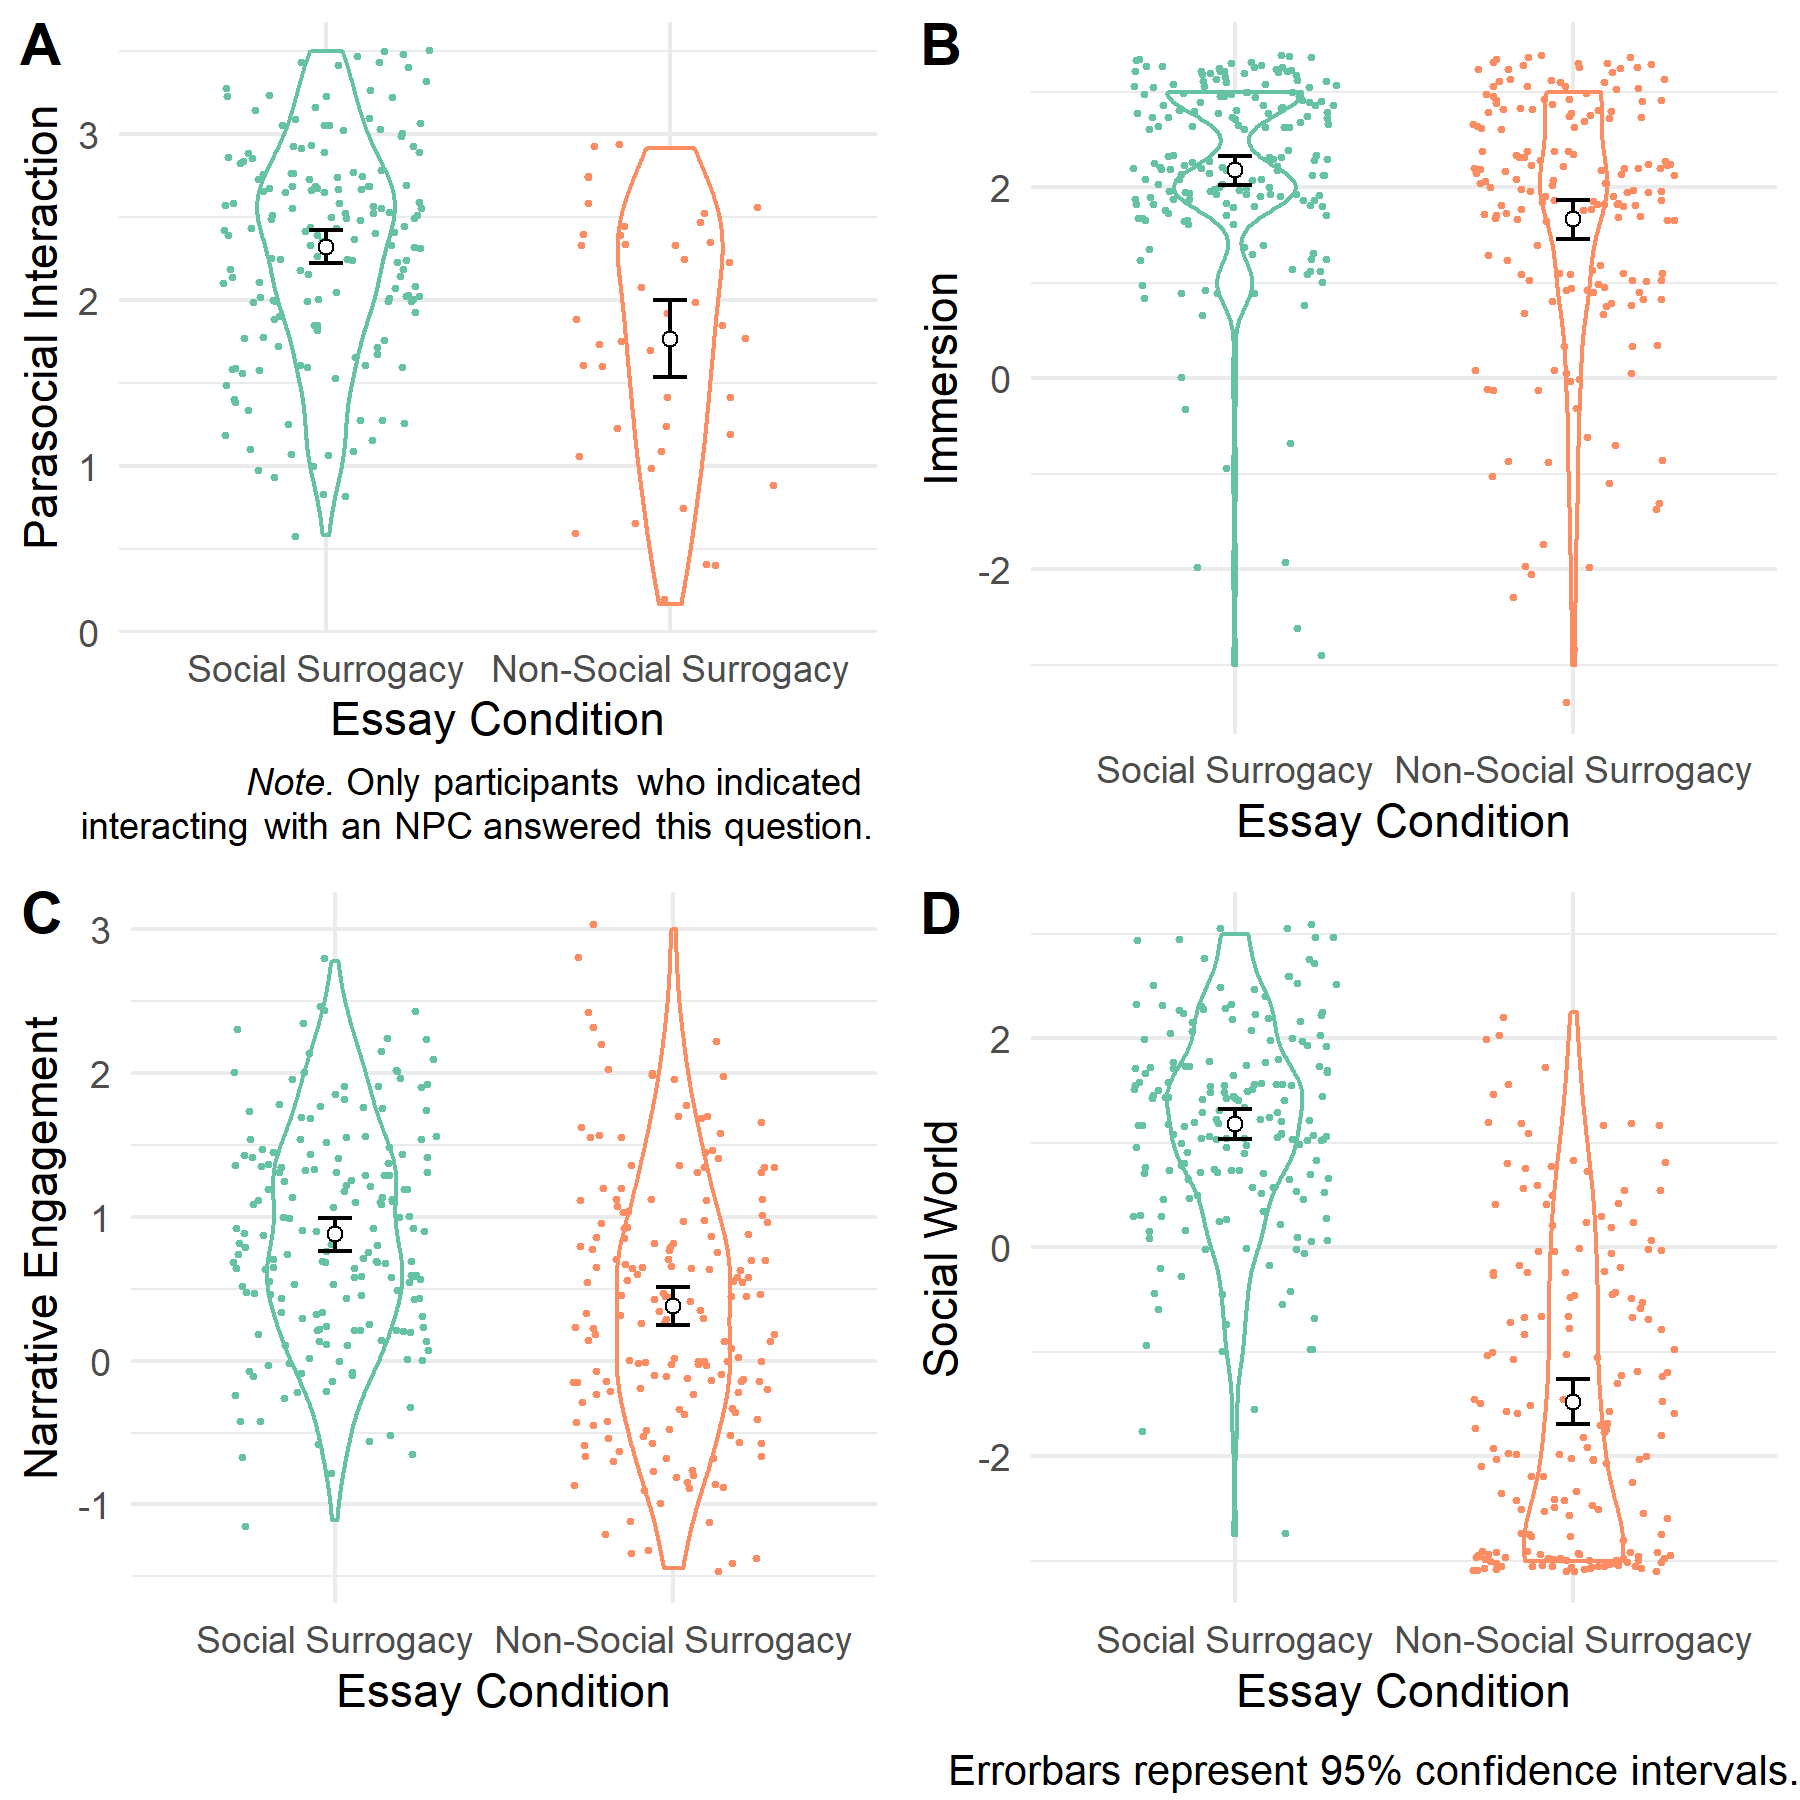 A
Parasocial Interaction
3
2
1
0
Social Surrogacy Non-Social Surrogacy
Essay Condition
Note. Only participants who indicated
interacting with an NPC answered this question.
B
Immersion
2
0
-2
Social Surrogacy Non-Social Surrogacy
Essay Condition
C
Narrative Engagement
3
2
1
0
-1
Social Surrogacy Non-Social Surrogacy
Essay Condition
D
Social World
2
0
-2
Social Surrogacy Non-Social Surrogacy
Essay Condition
Errorbars represent 95% confidence intervals.